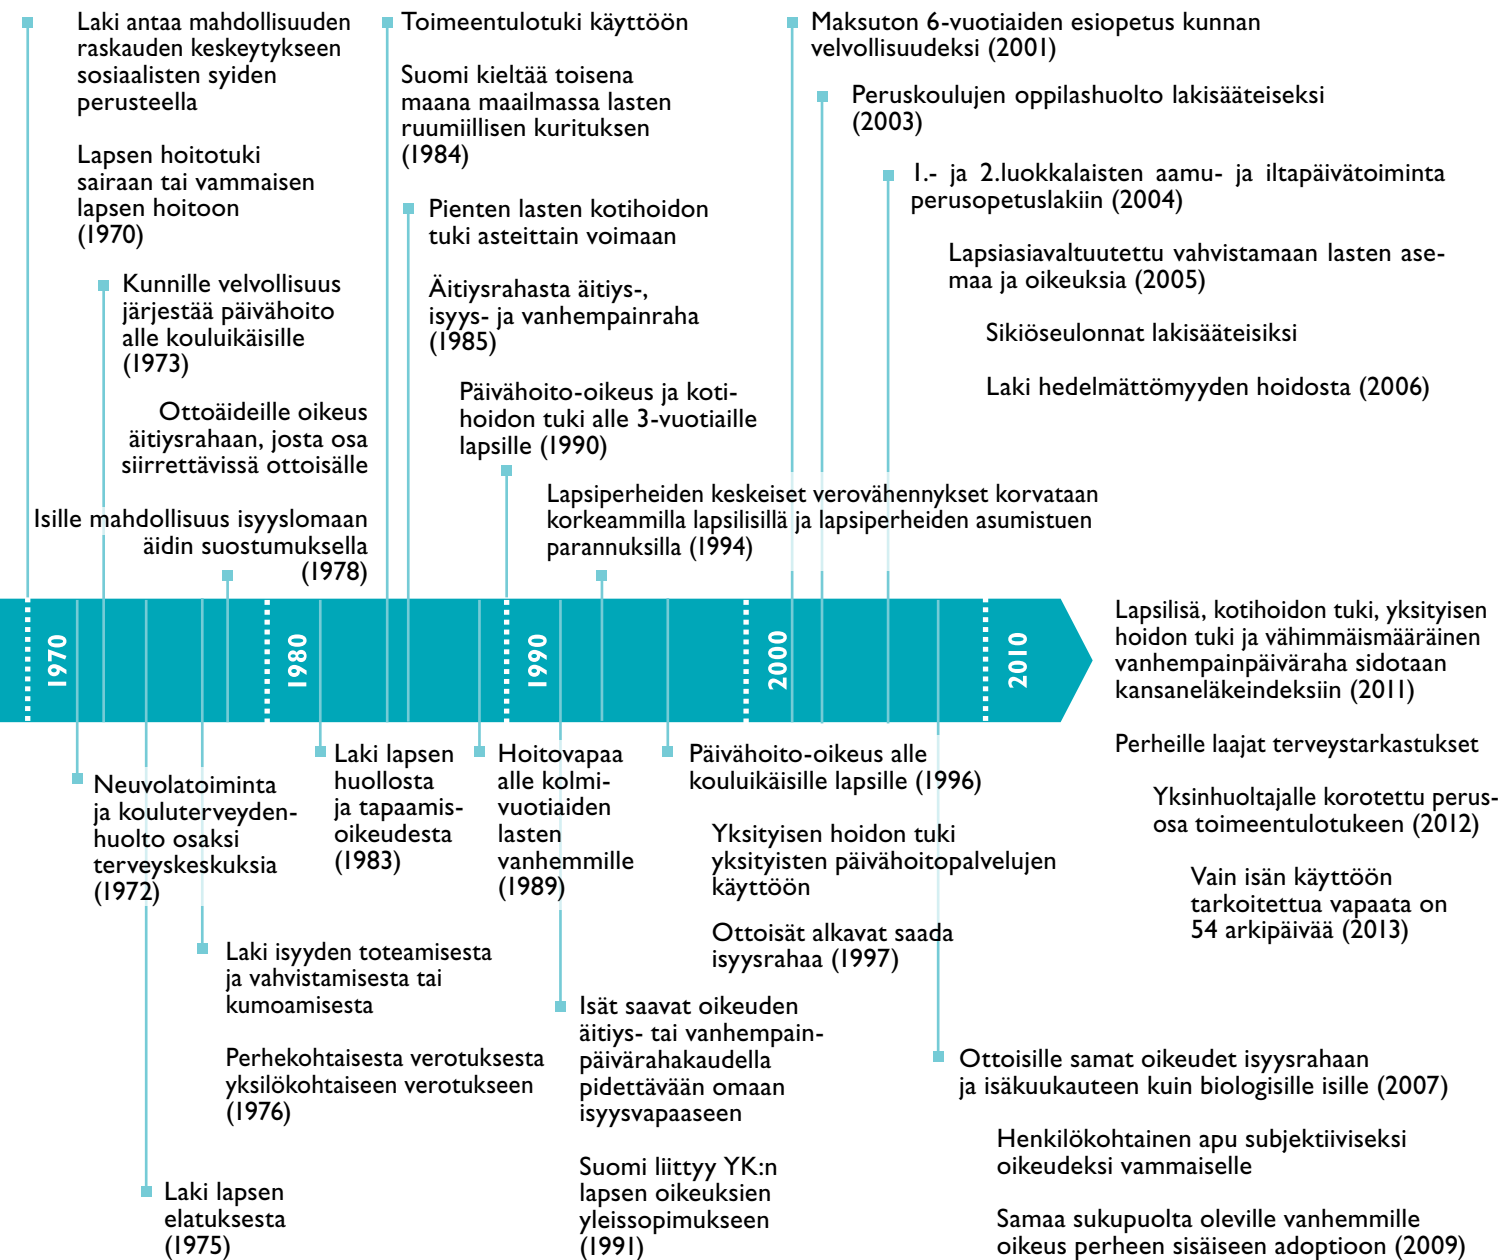 Laki antaa mahdollisuuden
raskauden keskeytykseen
sosiaalisten syiden
perusteella
Lapsen hoitotuki
sairaan tai vammaisen
lapsen hoitoon
(1970)
Kunnille velvollisuus
järjestää päivähoito
alle kouluikäisille
(1973)
Ottoäideille oikeus
äitiysrahaan, josta osa
siirrettävissä ottoisälle
Isille mahdollisuus isyyslomaan
äidin suostumuksella
(1978)
Toimeentulotuki käyttöön
Suomi kieltää toisena
maana maailmassa lasten
ruumiillisen kurituksen
(1984)
Pienten lasten kotihoidon
tuki asteittain voimaan
Äitiysrahasta äitiys-,
isyys- ja vanhempainraha
(1985)
Päivähoito-oikeus ja koti-
hoidon tuki alle 3-vuotiaille
lapsille (1990)
Lapsiperheiden keskeiset verovähennykset korvataan
korkeammilla lapsilisillä ja lapsiperheiden asumistuen
parannuksilla (1994)
Maksuton 6-vuotiaiden esiopetus kunnan
velvollisuudeksi (2001)
Peruskoulujen oppilashuolto lakisääteiseksi
(2003)
1.- ja 2.luokkalaisten aamu- ja iltapäivätoiminta
perusopetuslakiin (2004)
Lapsiasiavaltuutettu vahvistamaan lasten ase-
maa ja oikeuksia (2005)
Sikiöseulonnat lakisääteisiksi
Laki hedelmättömyyden hoidosta (2006)
1970
1980
1990
2000
2010
Lapsilisä, kotihoidon tuki, yksityisen
hoidon tuki ja vähimmäismääräinen
vanhempainpäiväraha sidotaan
kansaneläkeindeksiin (2011)
Perheille laajat terveystarkastukset
Yksinhuoltajalle korotettu perus-
osa toimeentulotukeen (2012)
Vain isän käyttöön
tarkoitettua vapaata on
54 arkipäivää (2013)
Neuvolatoiminta
ja kouluterveyden-
huolto osaksi
terveyskeskuksia
(1972)
Laki lapsen
elatuksesta
(1975)
Laki isyyden toteamisesta
ja vahvistamisesta tai
kumoamisesta
Perhekohtaisesta verotuksesta
yksilökohtaiseen verotukseen
(1976)
Laki lapsen
huollosta
ja tapaamis-
oikeudesta
(1983)
Hoitovapaa
alle kolmi-
vuotiaiden
lasten
vanhemmille
(1989)
Isät saavat oikeuden
äitiys- tai vanhempain-
päivärahakaudella
pidettävään omaan
isyysvapaaseen
Suomi liittyy YK:n
lapsen oikeuksien
yleissopimukseen
(1991)
Päivähoito-oikeus alle
kouluikäisille lapsille (1996)
Yksityisen hoidon tuki
yksityisten päivähoitopalvelujen
käyttöön
Ottoisät alkavat saada
isyysrahaa (1997)
Ottoisille samat oikeudet isyysrahaan
ja isäkuukauteen kuin biologisille isille (2007)
Henkilökohtainen apu subjektiiviseksi
oikeudeksi vammaiselle
Samaa sukupuolta oleville vanhemmille
oikeus perheen sisäiseen adoptioon (2009)